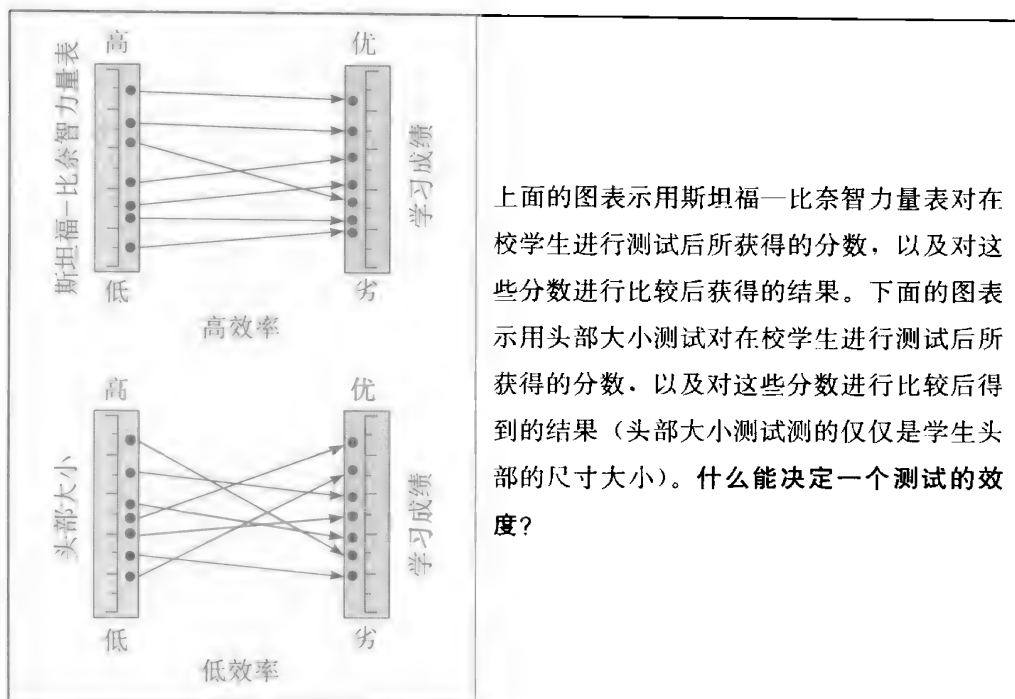 高
优
斯坦福-比奈智力量表
学习成绩
低
劣
高效率
高
优
头部大小
学习成绩
低
劣
低效率
上面的图表示用斯坦福—比奈智力量表对在
校学生进行测试后所获得的分数，以及对这
些分数进行比较后获得的结果。下面的图表
示用头部大小测试对在校学生进行测试后所
获得的分数，以及对这些分数进行比较后得
到的结果（头部大小测试测的仅仅是学生头
部的尺寸大小）。什么能决定一个测试的效
度？